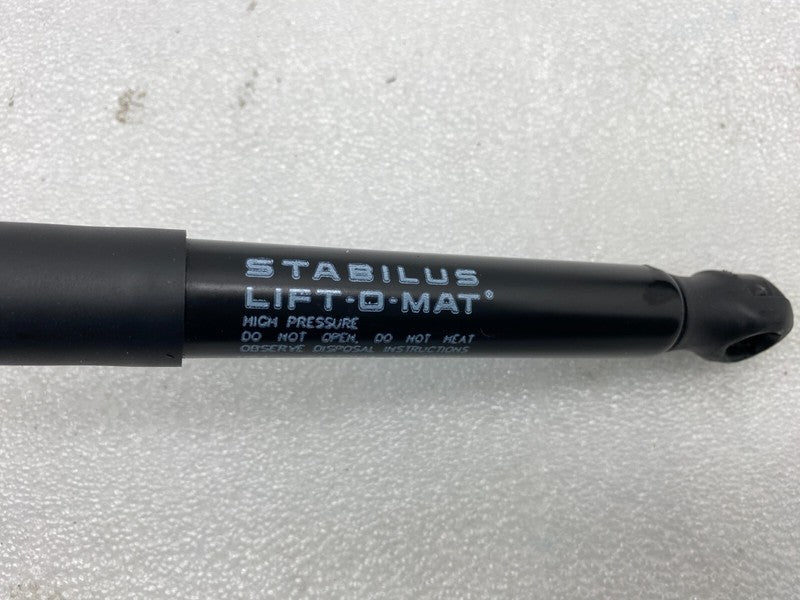 STABILUS
LIFT-O-MAT®
HIGH PRESSURE
DO NOT OPEN. DO NOT HEAT
OBSERVE DISPOSAL INSTRUCTIONS